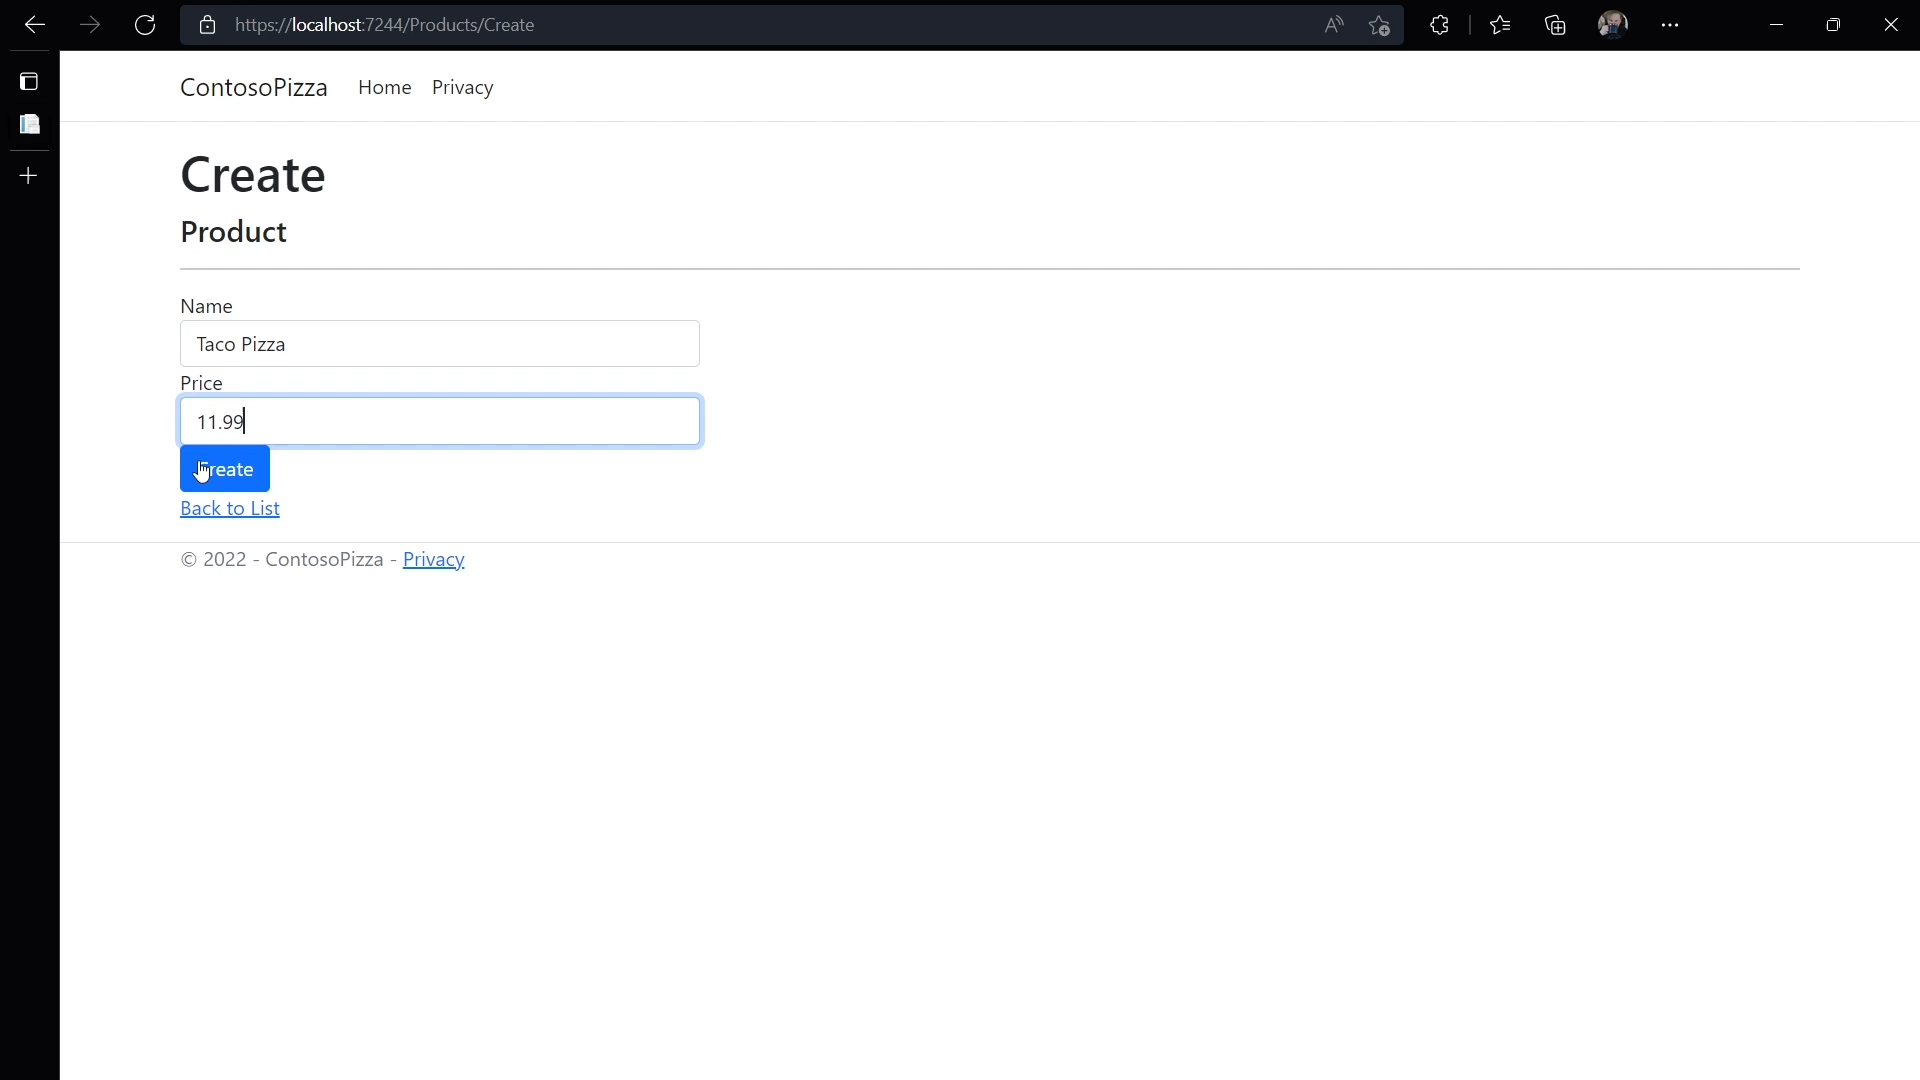 https://localhost:7244/Products/Create
ContosoPizza Home Privacy
Create
Product
Name
Taco Pizza
Price
11.99
Create
Back to List
© 2022 - ContosoPizza - Privacy